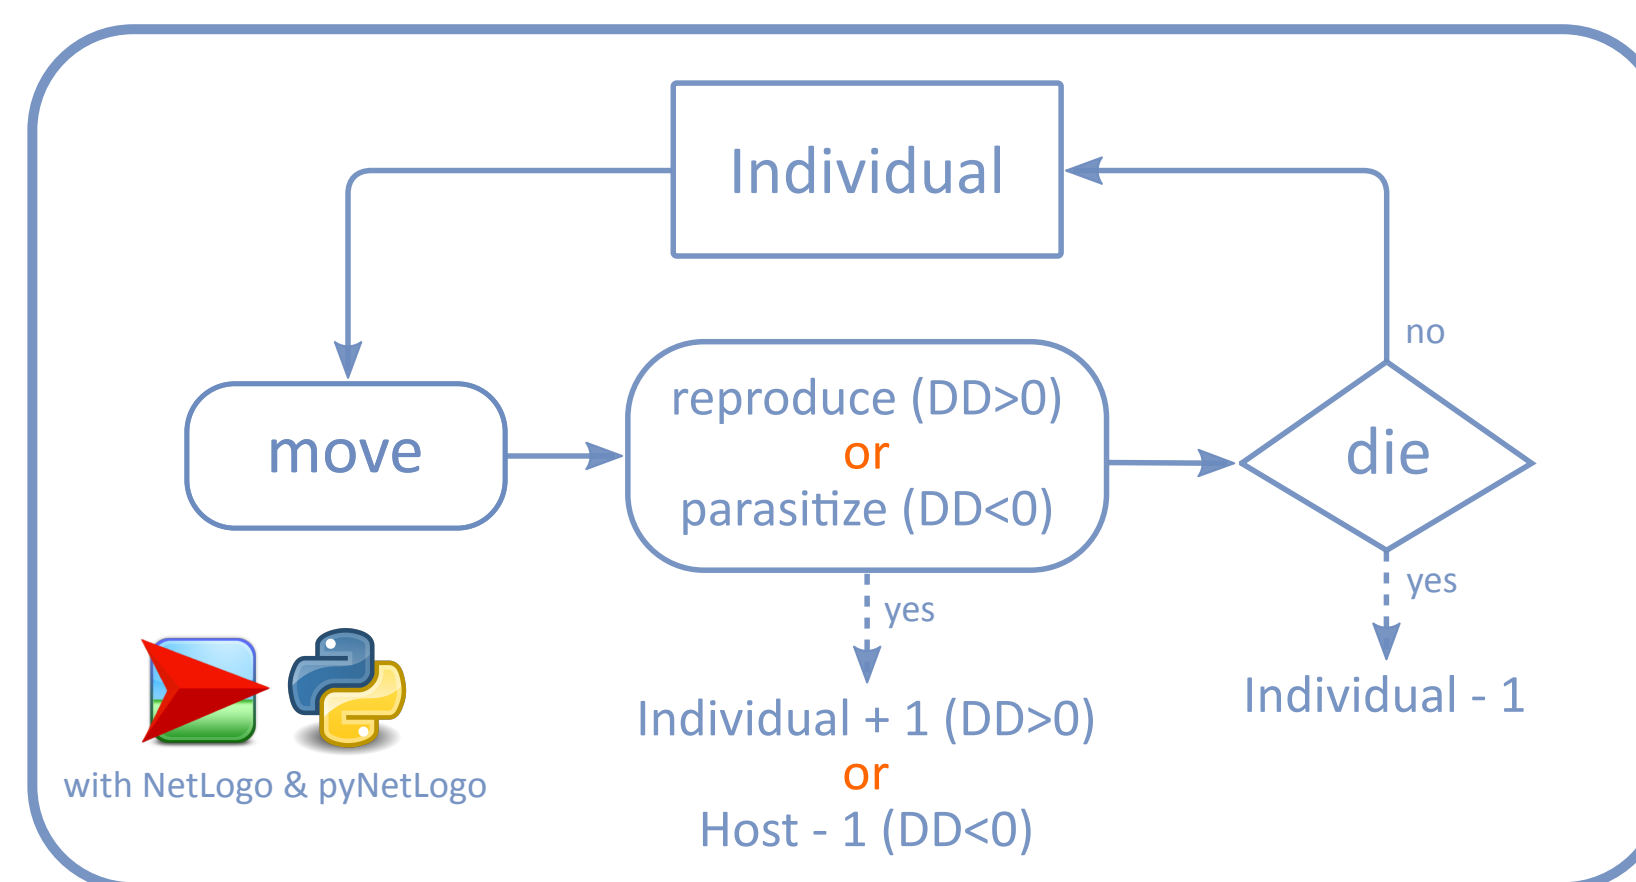 Individual
no
move
reproduce (DD>0)
or
parasitize (DD<0)
die
yes
yes
Individual + 1 (DD>0)
or
Host - 1 (DD<0)
Individual - 1
with NetLogo & pyNetLogo